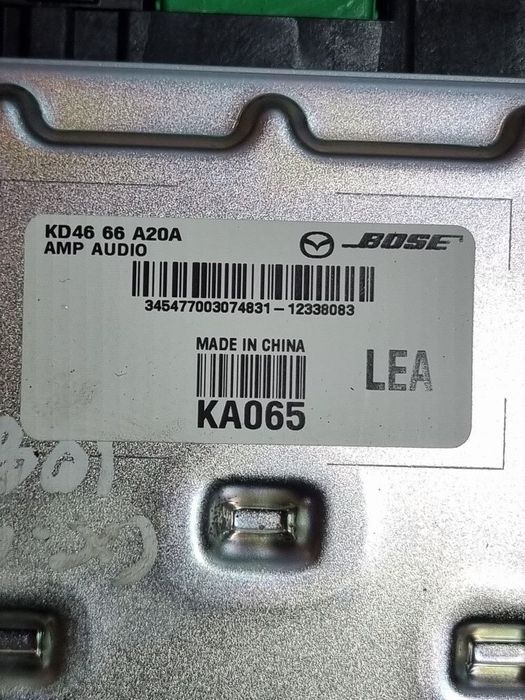 KD46 66 A20A
AMP AUDIO
BOSE
345477003074831-12338083
MADE IN CHINA
LEA
KA065